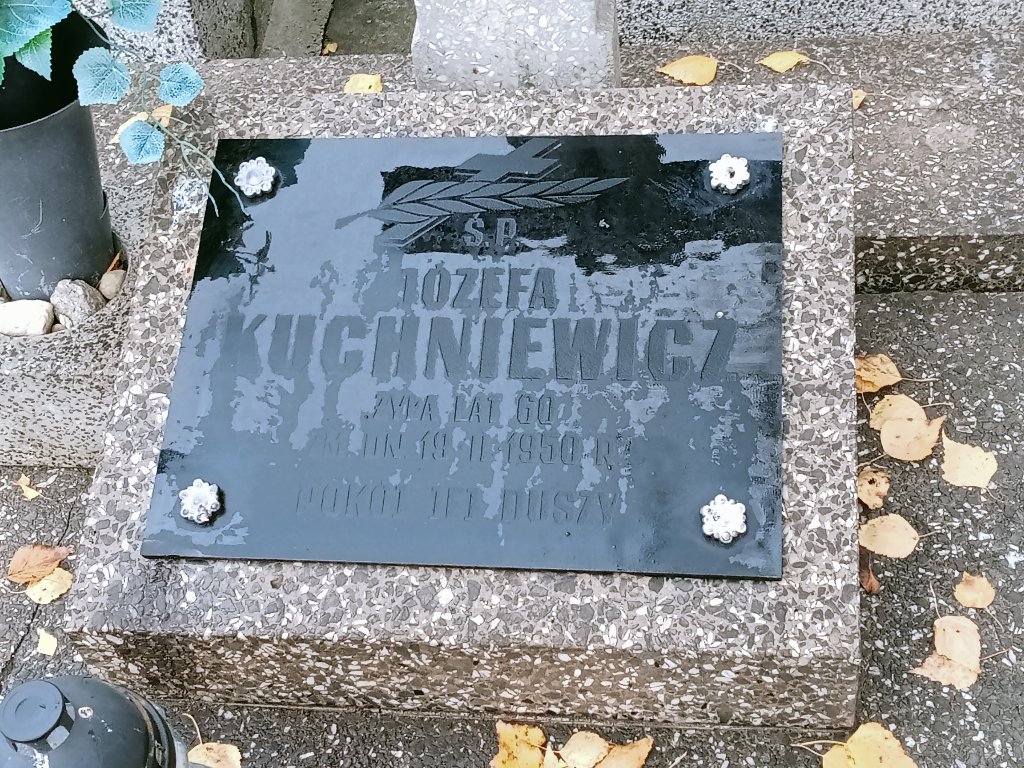 Ś.P.
JÓZEFA
KUCHNIEWICZ
ŻYŁA LAT 60
ZM. DN. 19-II-1950 R.
POKÓJ JEJ DUSZY